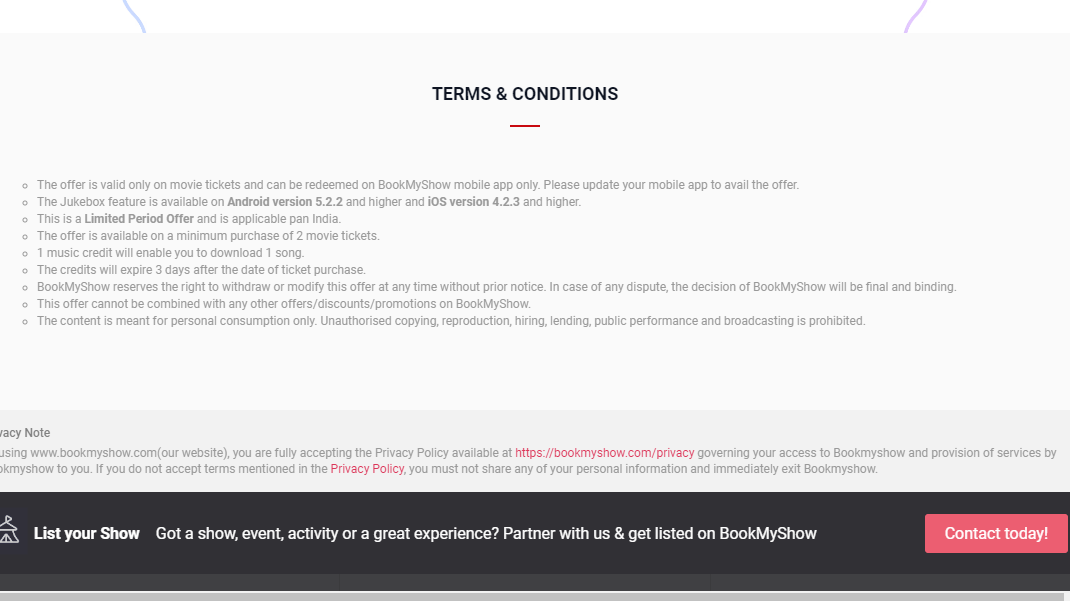 TERMS & CONDITIONS
The offer is valid only on movie tickets and can be redeemed on BookMyShow mobile app only. Please update your mobile app to avail the offer.
The Jukebox feature is available on Android version 5.2.2 and higher and iOS version 4.2.3 and higher.
This is a Limited Period Offer and is applicable pan India.
The offer is available on a minimum purchase of 2 movie tickets.
1 music credit will enable you to download 1 song.
The credits will expire 3 days after the date of ticket purchase.
BookMyShow reserves the right to withdraw or modify this offer at any time without prior notice. In case of any dispute, the decision of BookMyShow will be final and binding.
This offer cannot be combined with any other offers/discounts/promotions on BookMyShow.
The content is meant for personal consumption only. Unauthorised copying, reproduction, hiring, lending, public performance and broadcasting is prohibited.
vacy Note
using www.bookmyshow.com(our website), you are fully accepting the Privacy Policy available at https://bookmyshow.com/privacy governing your access to Bookmyshow and provision of services by
okmyshow to you. If you do not accept terms mentioned in the Privacy Policy, you must not share any of your personal information and immediately exit Bookmyshow.
List your Show Got a show, event, activity or a great experience? Partner with us & get listed on BookMyShow Contact today!